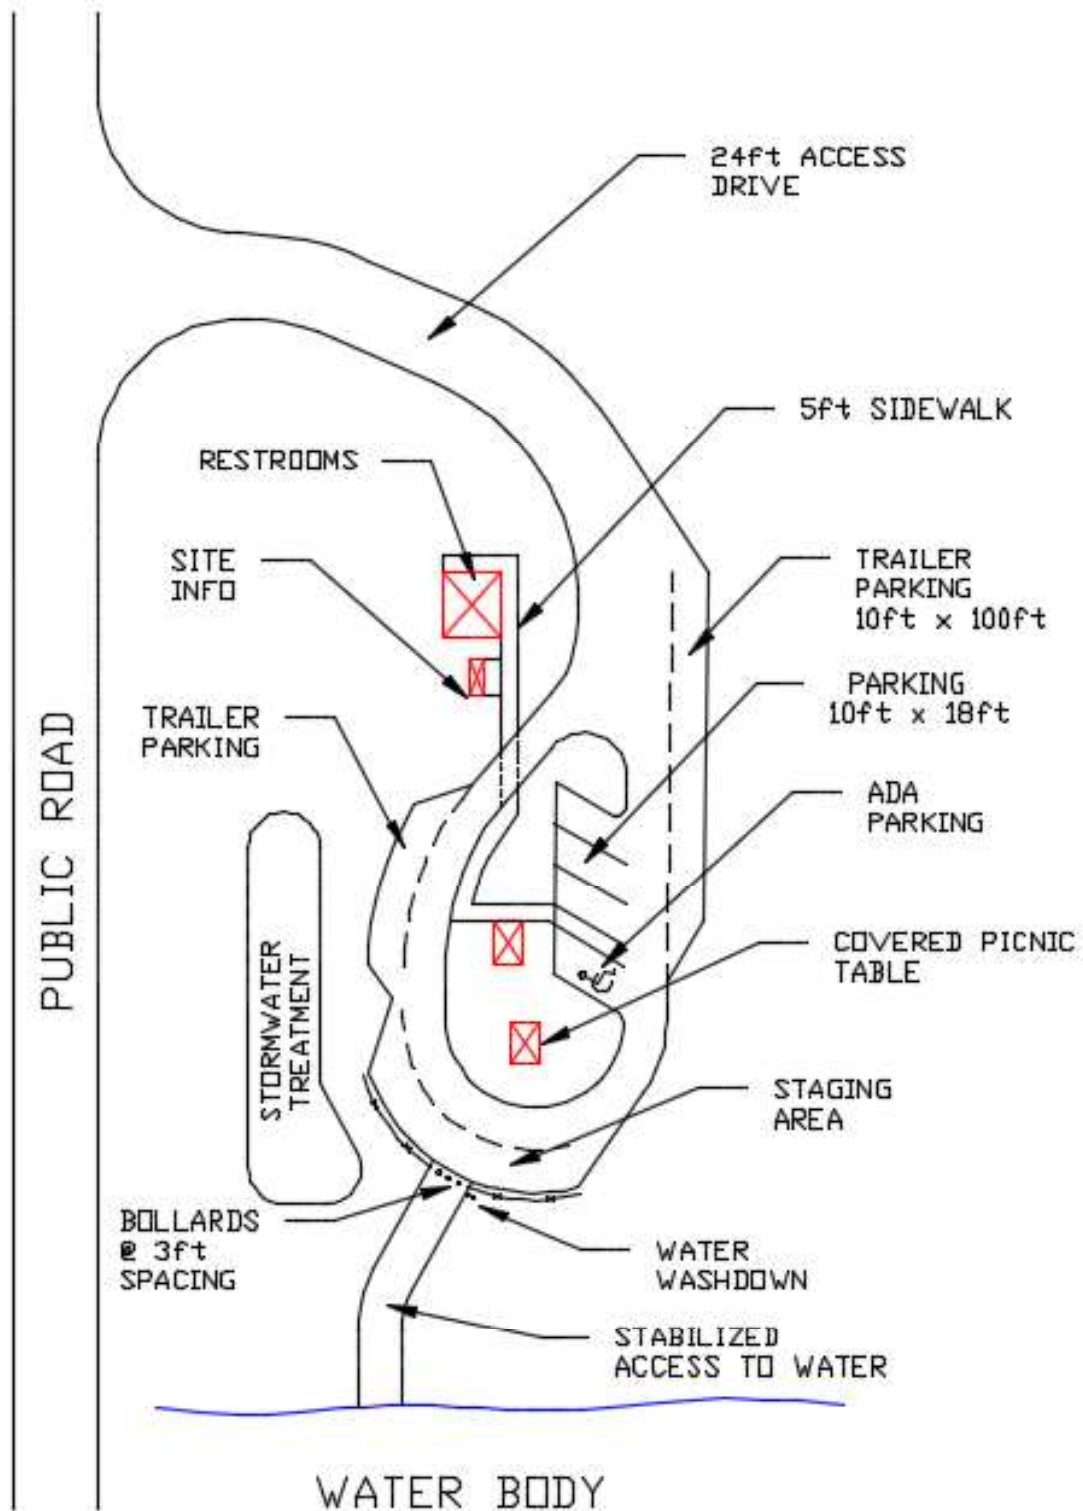 24ft ACCESS
DRIVE
5ft SIDEWALK
RESTROOMS
SITE
INFO
TRAILER
PARKING
10ft x 100ft
PARKING
10ft x 18ft
TRAILER
PARKING
PUBLIC ROAD
ADA
PARKING
STORMWATER
TREATMENT
COVERED PICNIC
TABLE
STAGING
AREA
BOLLARDS
@ 3ft
SPACING
WATER
WASHDOWN
STABILIZED
ACCESS TO WATER
WATER BODY